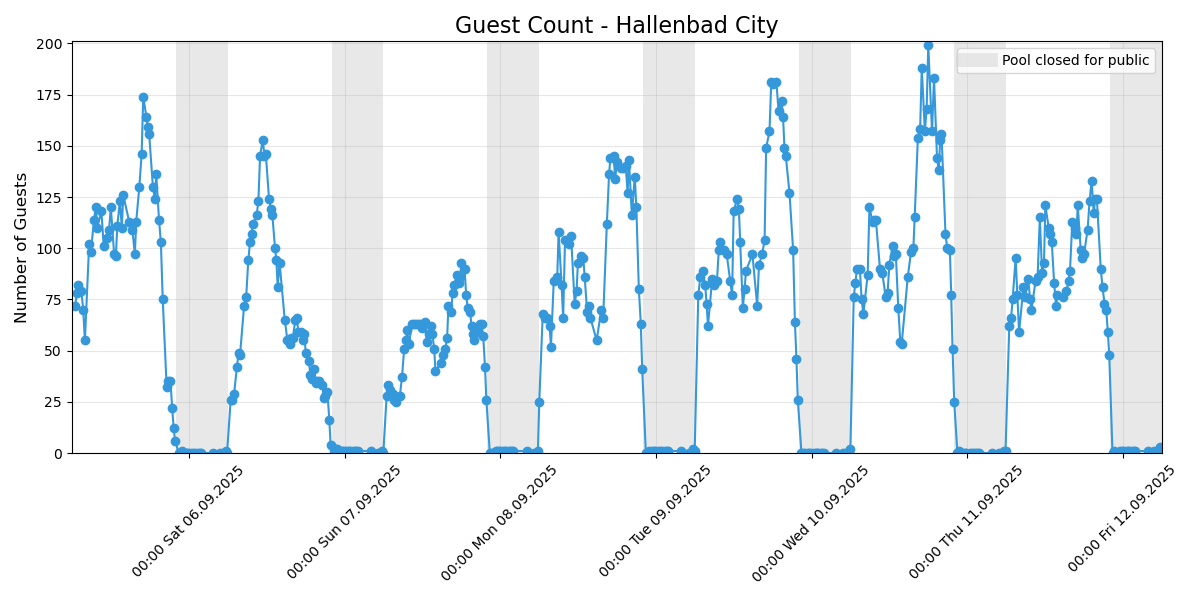 Guest Count - Hallenbad City
Pool closed for public
Number of Guests
200
175
150
125
100
75
50
25
0
00:00 Sat 06.09.2025
00:00 Sun 07.09.2025
00:00 Mon 08.09.2025
00:00 Tue 09.09.2025
00:00 Wed 10.09.2025
00:00 Thu 11.09.2025
00:00 Fri 12.09.2025